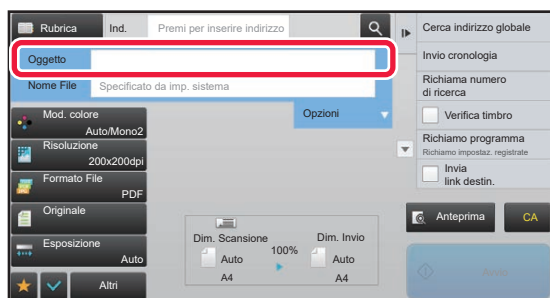 Rubrica
Ind.
Premi per inserire indirizzo
Oggetto
Nome File
Specificato da imp. sistema
Opzioni
Mod. colore
Auto/Mono2
Risoluzione
200x200dpi
Formato File
PDF
Originale
Esposizione
Auto
Altri
Dim. Scansione
100%
Dim. Invio
Auto
A4
Auto
A4
Cerca indirizzo globale
Invio cronologia
Richiama numero
di ricerca
Verifica timbro
Richiamo programma
Richiamo impostaz. registrate
Invia
link destin.
Anteprima
CA
Avvio